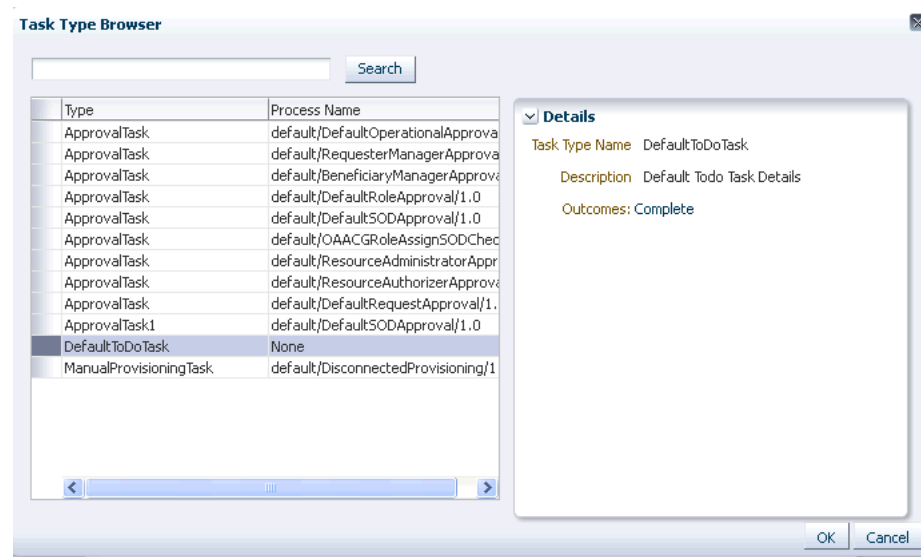 Task Type Browser
Search
Type Process Name
ApprovalTask default/DefaultOperationalApprova
ApprovalTask default/RequesterManagerApprova
ApprovalTask default/BeneficiaryManagerApprova
ApprovalTask default/DefaultRoleApproval/1.0
ApprovalTask default/DefaultSODApproval/1.0
ApprovalTask default/OAACGRoleAssignSODChec
ApprovalTask default/ResourceAdministratorAppr
ApprovalTask default/ResourceAuthorizerApprova
ApprovalTask default/DefaultRequestApproval/1.
ApprovalTask1 default/DefaultSODApproval/1.0
DefaultToDoTask None
ManualProvisioningTask default/DisconnectedProvisioning/1
Details
Task Type Name DefaultToDoTask
Description Default Todo Task Details
Outcomes: Complete
OK Cancel